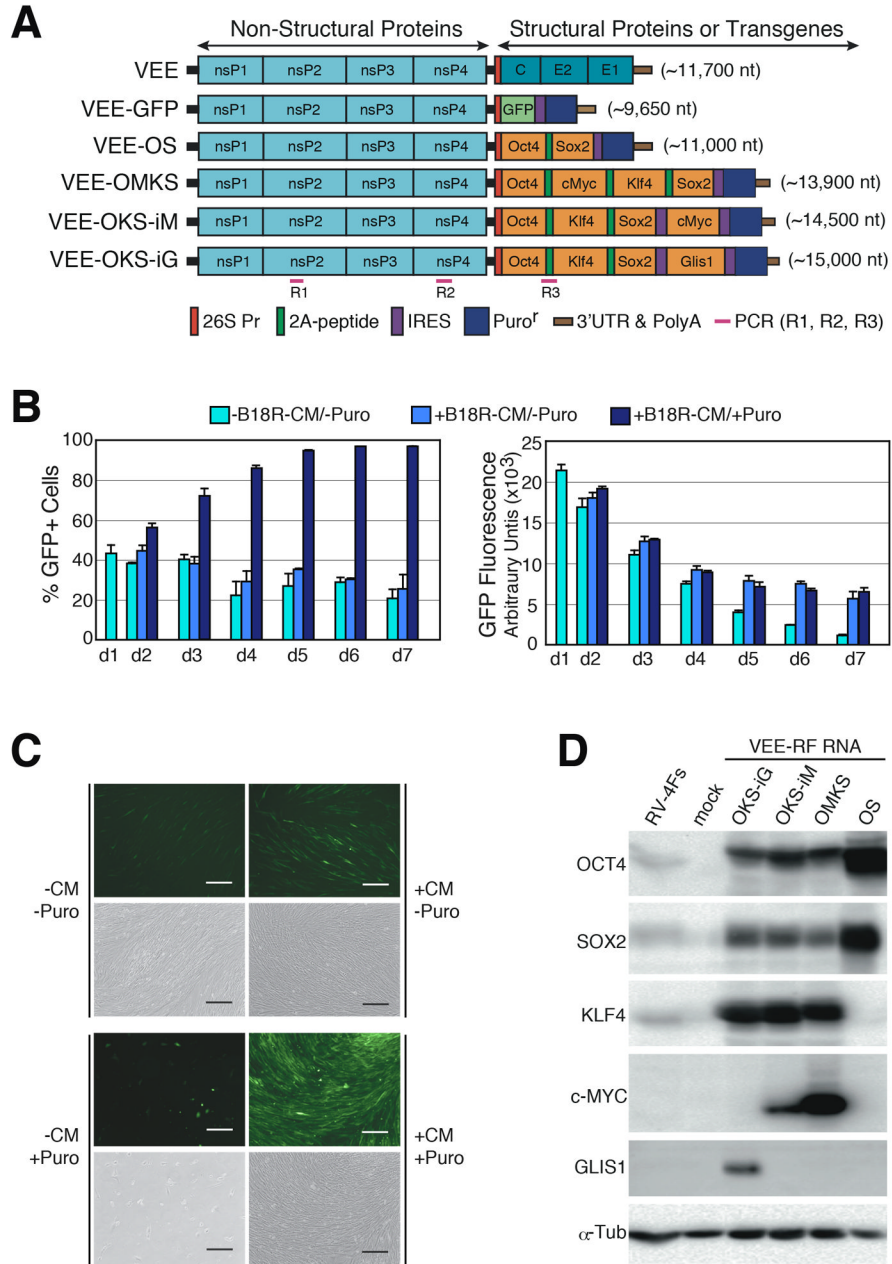 A
Non-Structural Proteins
Structural Proteins or Transgenes
VEE nsP1 nsP2 nsP3 nsP4 C E2 E1 (~11,700 nt)
VEE-GFP nsP1 nsP2 nsP3 nsP4 GFP (~9,650 nt)
VEE-OS nsP1 nsP2 nsP3 nsP4 Oct4 Sox2 (~11,000 nt)
VEE-OMKS nsP1 nsP2 nsP3 nsP4 Oct4 cMyc Klf4 Sox2 (~13,900 nt)
VEE-OKS-iM nsP1 nsP2 nsP3 nsP4 Oct4 Klf4 Sox2 cMyc (~14,500 nt)
VEE-OKS-iG nsP1 nsP2 nsP3 nsP4 Oct4 Klf4 Sox2 Glis1 (~15,000 nt)
R1 R2 R3
26S Pr 2A-peptide IRES Puroʳ 3'UTR & PolyA PCR (R1, R2, R3)
B
-B18R-CM/-Puro +B18R-CM/-Puro +B18R-CM/+Puro
% GFP+ Cells
100
80
60
40
20
0
d1 d2 d3 d4 d5 d6 d7
GFP Fluorescence
Arbitraury Untis (x10³)
25
20
15
10
5
0
d1 d2 d3 d4 d5 d6 d7
C
-CM
-Puro
+CM
-Puro
-CM
+Puro
+CM
+Puro
D
VEE-RF RNA
RV-4Fs mock OKS-iG OKS-iM OMKS OS
OCT4
SOX2
KLF4
c-MYC
GLIS1
α-Tub